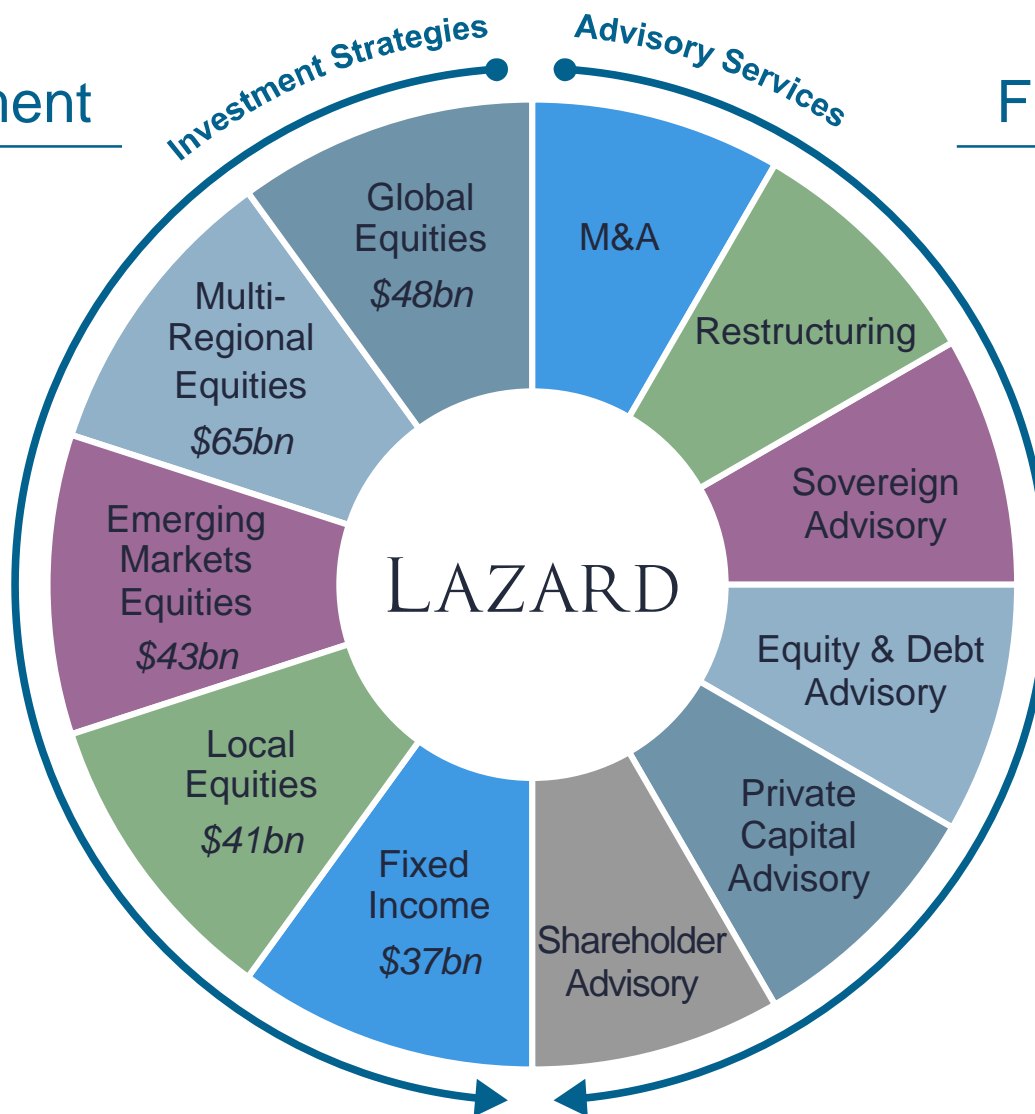 Investment Strategies
Advisory Services
ment
F
Global
Equities
$48bn
M&A
Multi-
Regional
Equities
$65bn
Restructuring
Emerging
Markets
Equities
$43bn
Sovereign
Advisory
LAZARD
Local
Equities
$41bn
Equity & Debt
Advisory
Fixed
Income
$37bn
Private
Capital
Advisory
Shareholder
Advisory